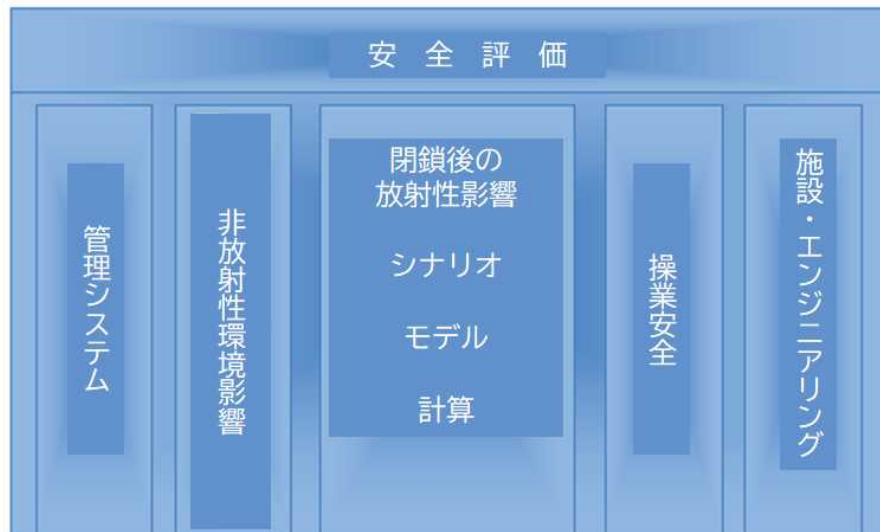 安全評価
管理システム
非放射性環境影響
閉鎖後の
放射性影響
シナリオ
モデル
計算
操業安全
施設・エンジニアリング